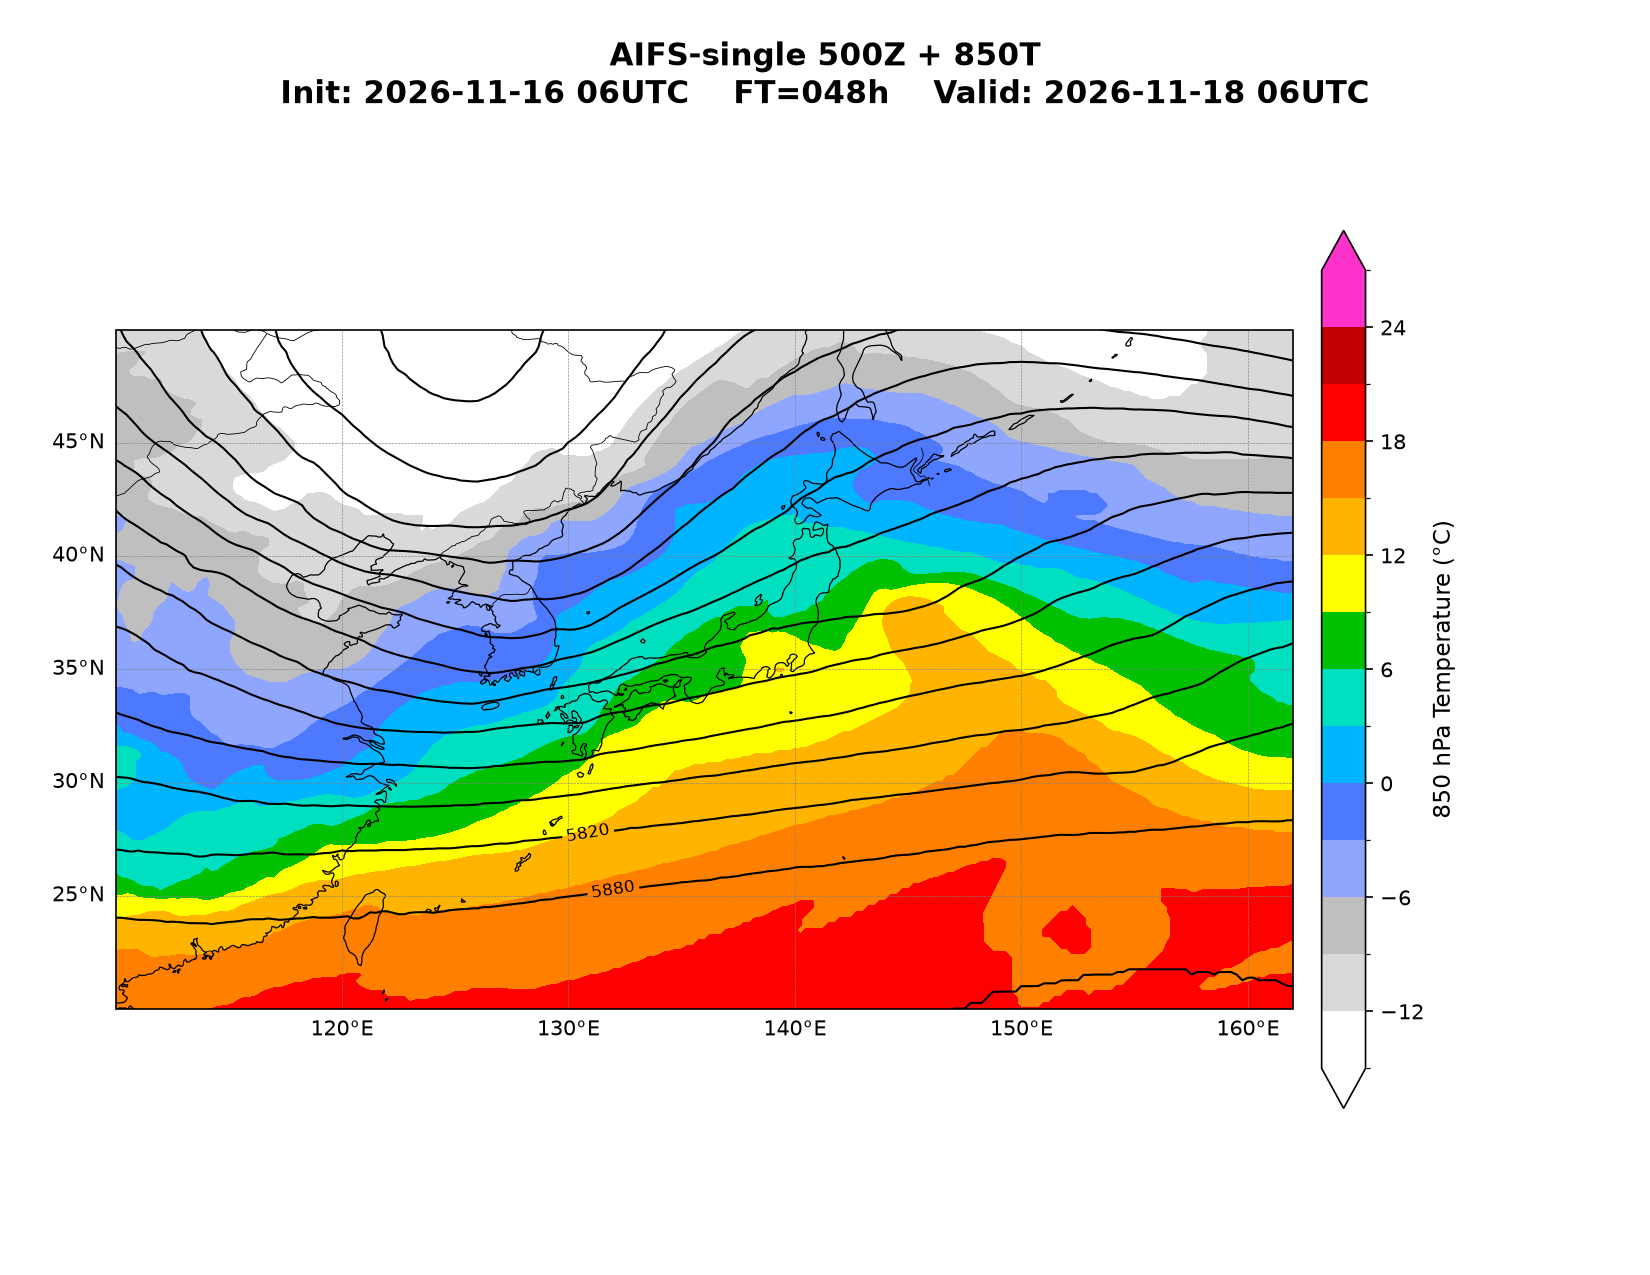 AIFS-single 500Z + 850T
Init: 2026-11-16 06UTC    FT=048h    Valid: 2026-11-18 06UTC
24
18
12
6
0
−6
−12
850 hPa Temperature (°C)
45°N
40°N
35°N
30°N
25°N
5820
5880
120°E
130°E
140°E
150°E
160°E